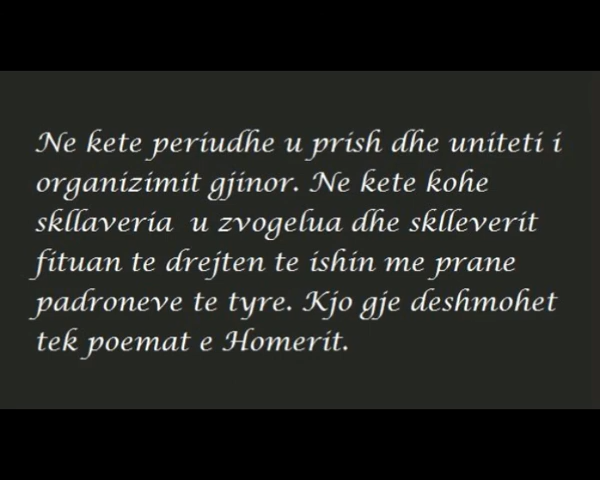 Ne kete periudhe u prish dhe uniteti i
organizimit gjinor. Ne kete kohe
skllaveria u zvogelua dhe sklleverit
fituan te drejten te ishin me prane
padroneve te tyre. Kjo gje deshmohet
tek poemat e Homerit.